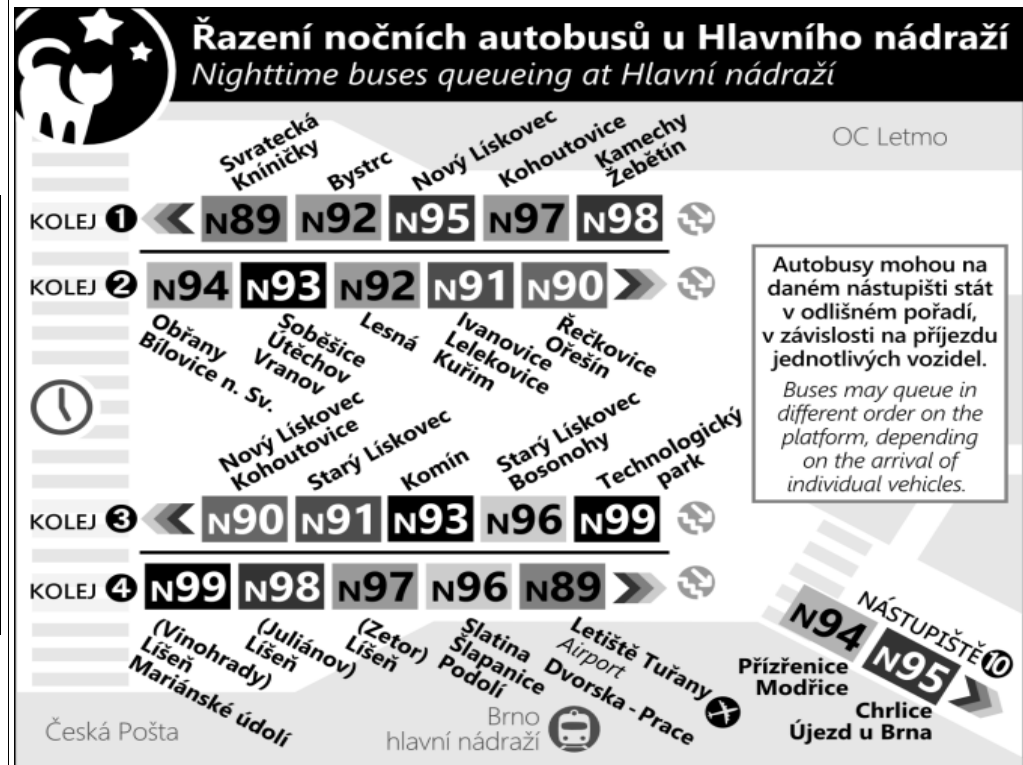 Řazení nočních autobusů u Hlavního nádraží
Nighttime buses queueing at Hlavní nádraží
OC Letmo
Svratecká
Kníničky
Bystrc
Nový Lískovec
Kohoutovice
Kamechy
Žebětín
KOLEJ 1 N89 N92 N95 N97 N98
KOLEJ 2 N94 N93 N92 N91 N90
Obřany
Bílovice n. Sv.
Soběšice
Útěchov
Vranov
Lesná
Ivanovice
Lelekovice
Kuřim
Řečkovice
Ořešín
Autobusy mohou na
daném nástupišti stát
v odlišném pořadí,
v závislosti na příjezdu
jednotlivých vozidel.
Buses may queue in
different order on the
platform, depending
on the arrival of
individual vehicles.
Nový Lískovec
Kohoutovice
Starý Lískovec
Komín
Starý Lískovec
Bosonohy
Technologický
park
KOLEJ 3 N90 N91 N93 N96 N99
KOLEJ 4 N99 N98 N97 N96 N89
(Vinohrady)
Líšeň
Mariánské údolí
(Juliánov)
Líšeň
(Zetor)
Líšeň
Slatina
Šlapanice
Podolí
Letiště Tuřany
Airport
Dvorska - Prace
NÁSTUPIŠTĚ 10
N94 N95
Přízřenice
Modřice
Chrlice
Újezd u Brna
Česká Pošta
Brno
hlavní nádraží